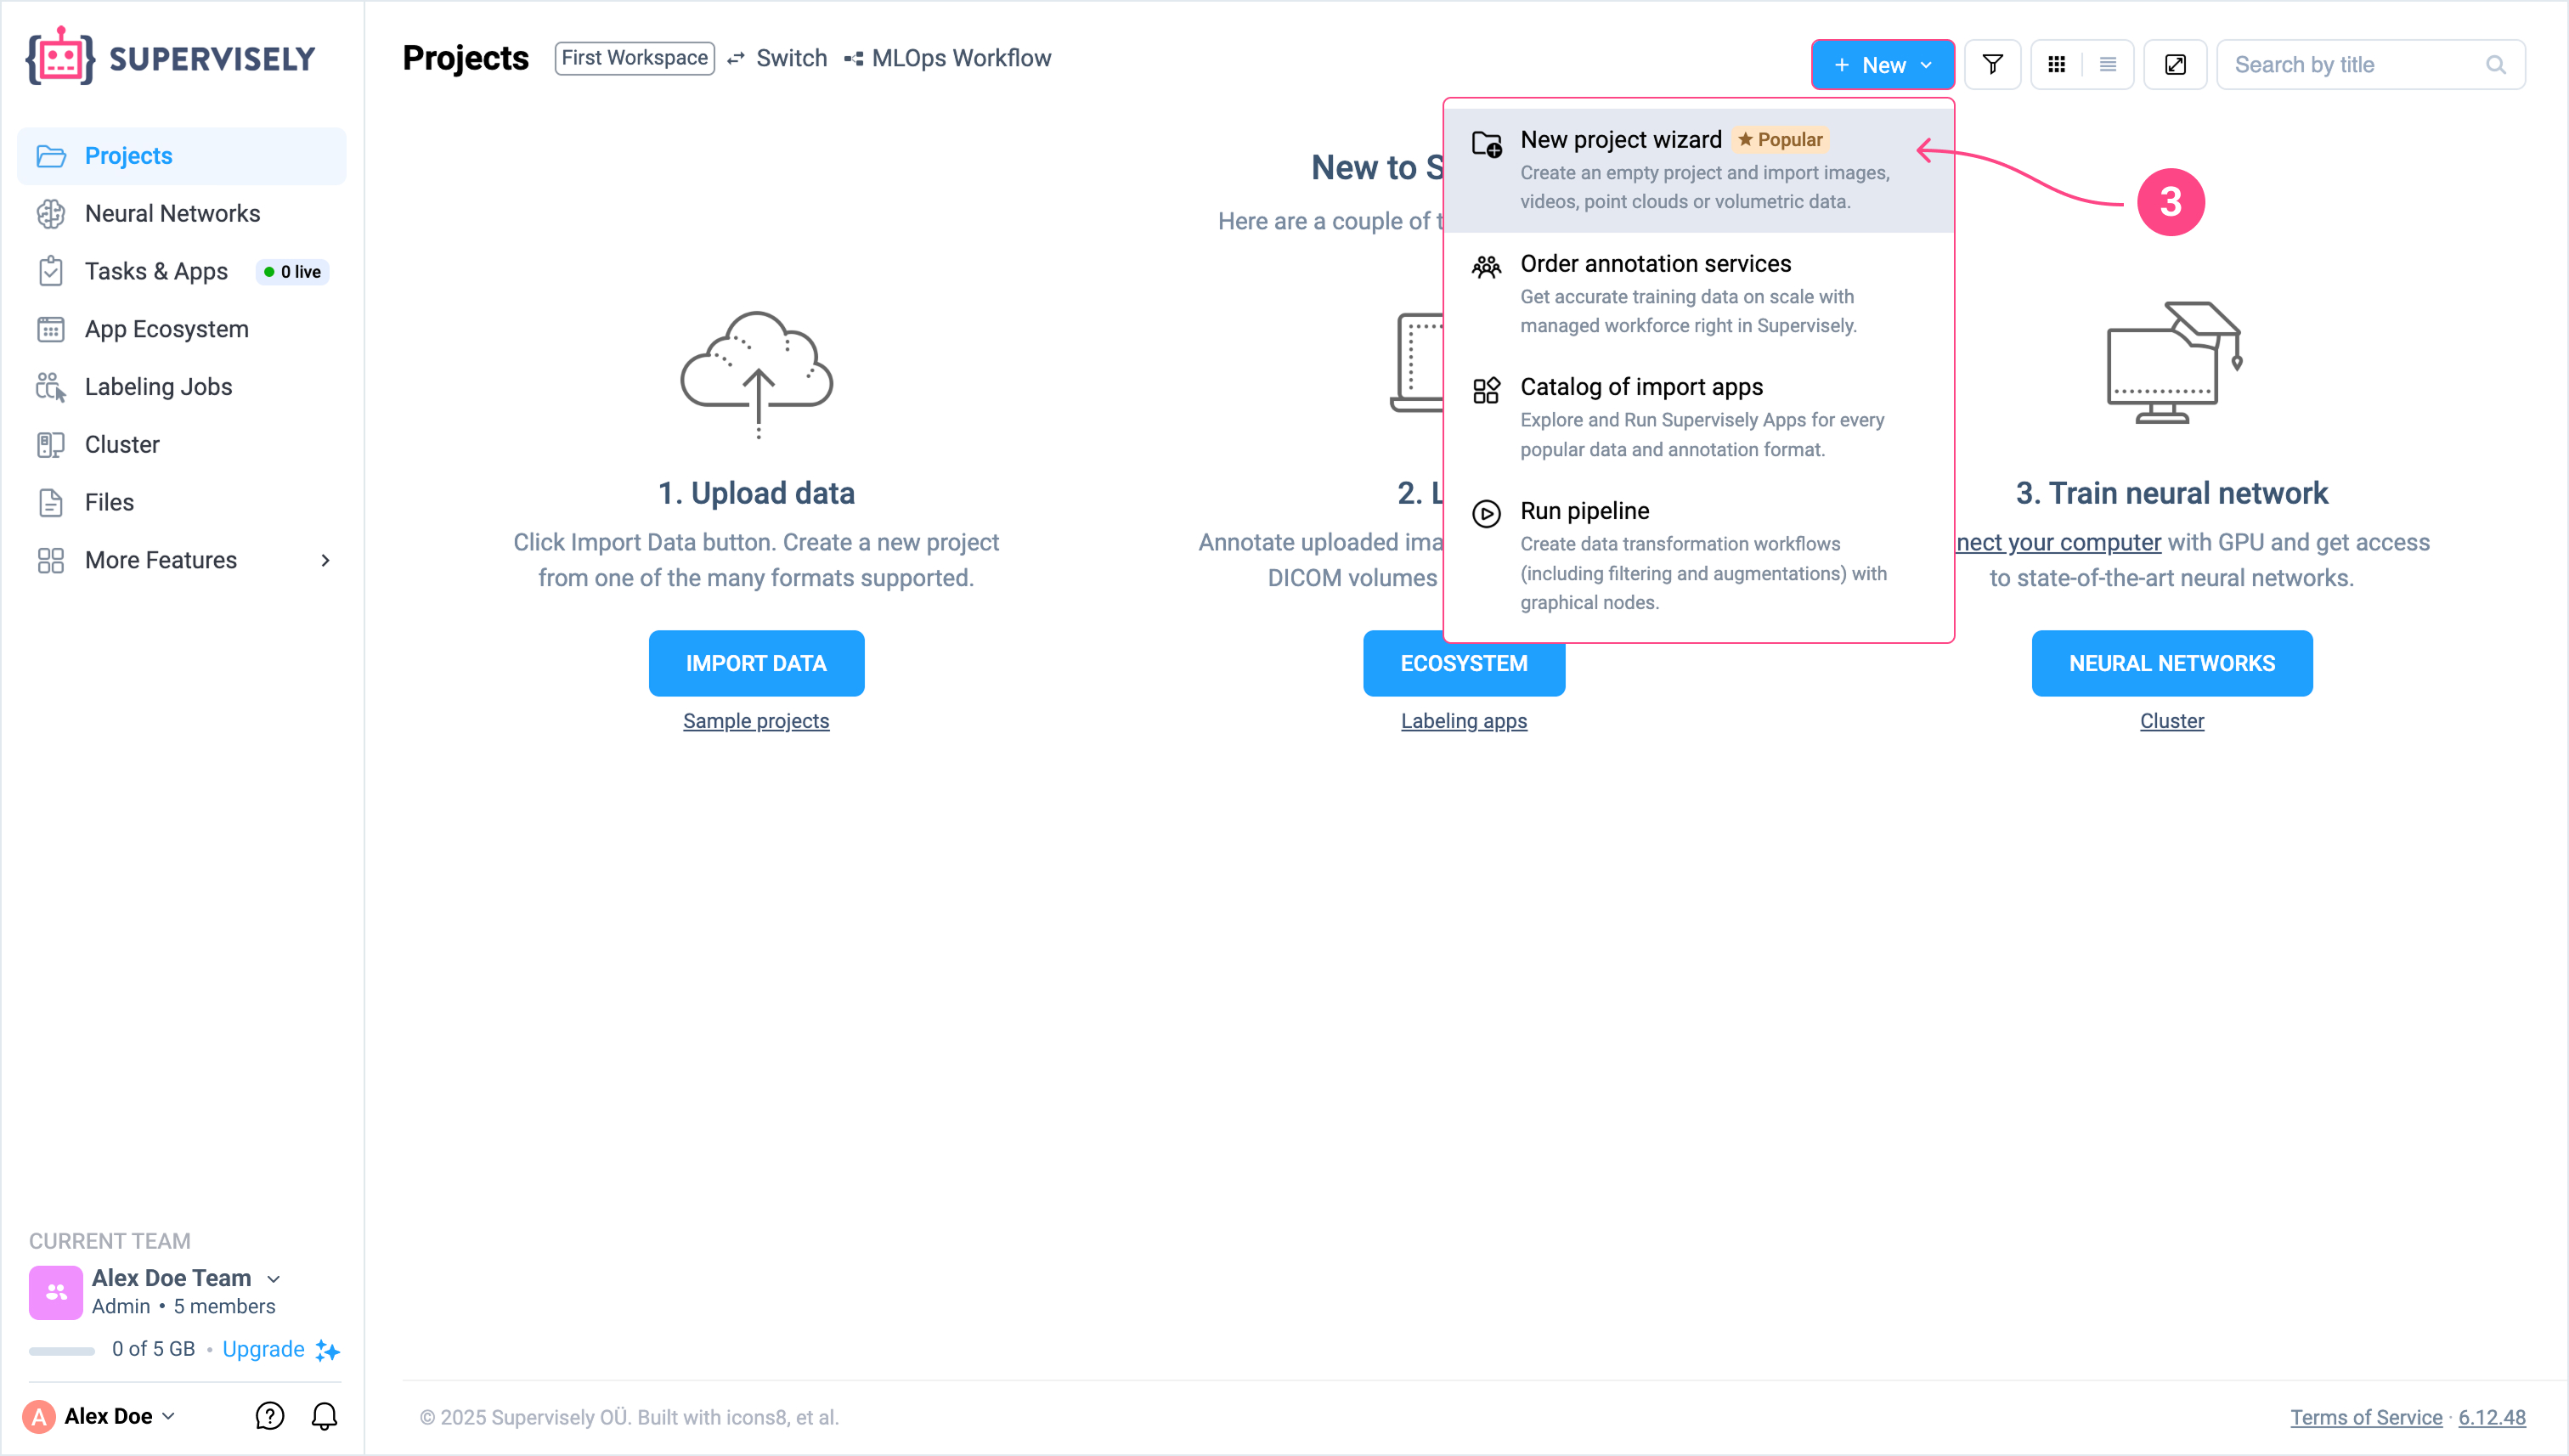 SUPERVISELY
Projects
Neural Networks
Tasks & Apps 0 live
App Ecosystem
Labeling Jobs
Cluster
Files
More Features
CURRENT TEAM
Alex Doe Team
Admin • 5 members
0 of 5 GB • Upgrade
A Alex Doe
Projects First Workspace Switch MLOps Workflow
+ New
Search by title
New project wizard Popular
Create an empty project and import images,
videos, point clouds or volumetric data.
Order annotation services
Get accurate training data on scale with
managed workforce right in Supervisely.
Catalog of import apps
Explore and Run Supervisely Apps for every
popular data and annotation format.
Run pipeline
Create data transformation workflows
(including filtering and augmentations) with
graphical nodes.
3
New to
Here are a couple of
1. Upload data
Click Import Data button. Create a new project
from one of the many formats supported.
IMPORT DATA
Sample projects
2.
Annotate uploaded
DICOM volumes
ECOSYSTEM
Labeling apps
3. Train neural network
your computer with GPU and get access
to state-of-the-art neural networks.
NEURAL NETWORKS
Cluster
© 2025 Supervisely OÜ. Built with icons8, et al.
Terms of Service · 6.12.48